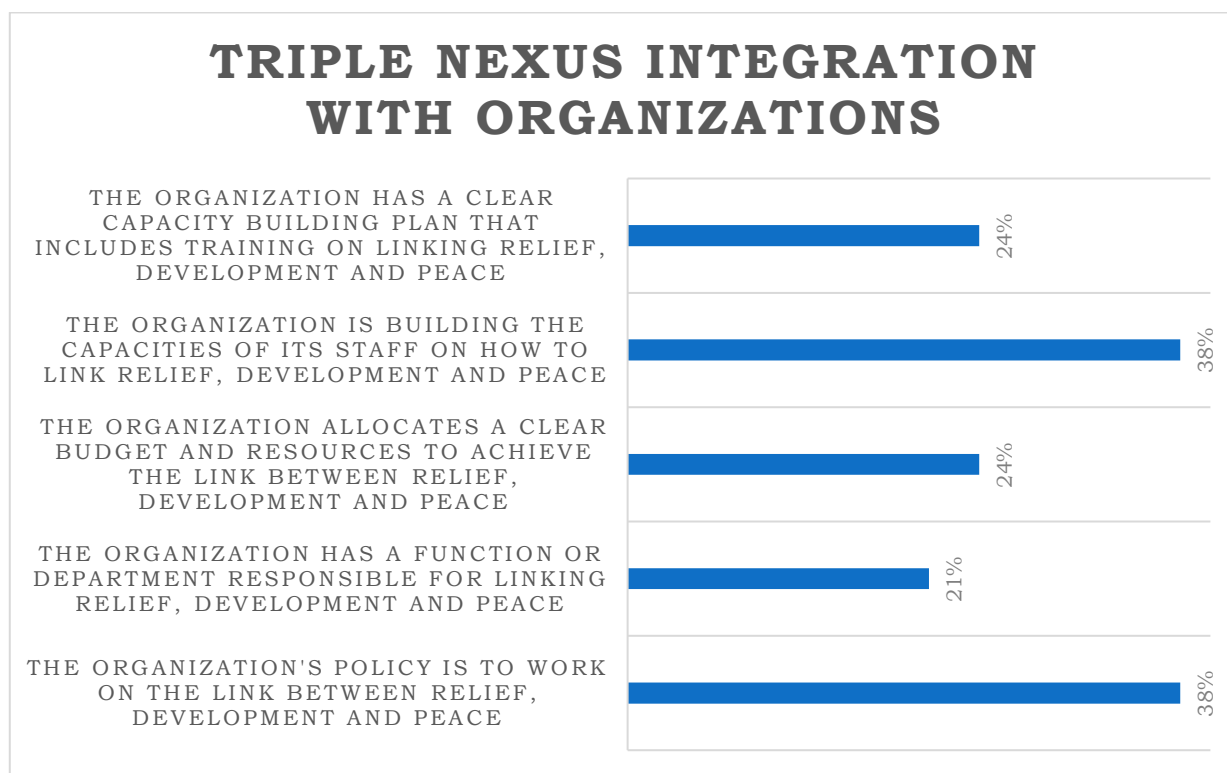 TRIPLE NEXUS INTEGRATION
WITH ORGANIZATIONS
THE ORGANIZATION HAS A CLEAR
CAPACITY BUILDING PLAN THAT
INCLUDES TRAINING ON LINKING RELIEF,
DEVELOPMENT AND PEACE
24%
THE ORGANIZATION IS BUILDING THE
CAPACITIES OF ITS STAFF ON HOW TO
LINK RELIEF, DEVELOPMENT AND PEACE
38%
THE ORGANIZATION ALLOCATES A CLEAR
BUDGET AND RESOURCES TO ACHIEVE
THE LINK BETWEEN RELIEF,
DEVELOPMENT AND PEACE
24%
THE ORGANIZATION HAS A FUNCTION OR
DEPARTMENT RESPONSIBLE FOR LINKING
RELIEF, DEVELOPMENT AND PEACE
21%
THE ORGANIZATION'S POLICY IS TO WORK
ON THE LINK BETWEEN RELIEF,
DEVELOPMENT AND PEACE
38%